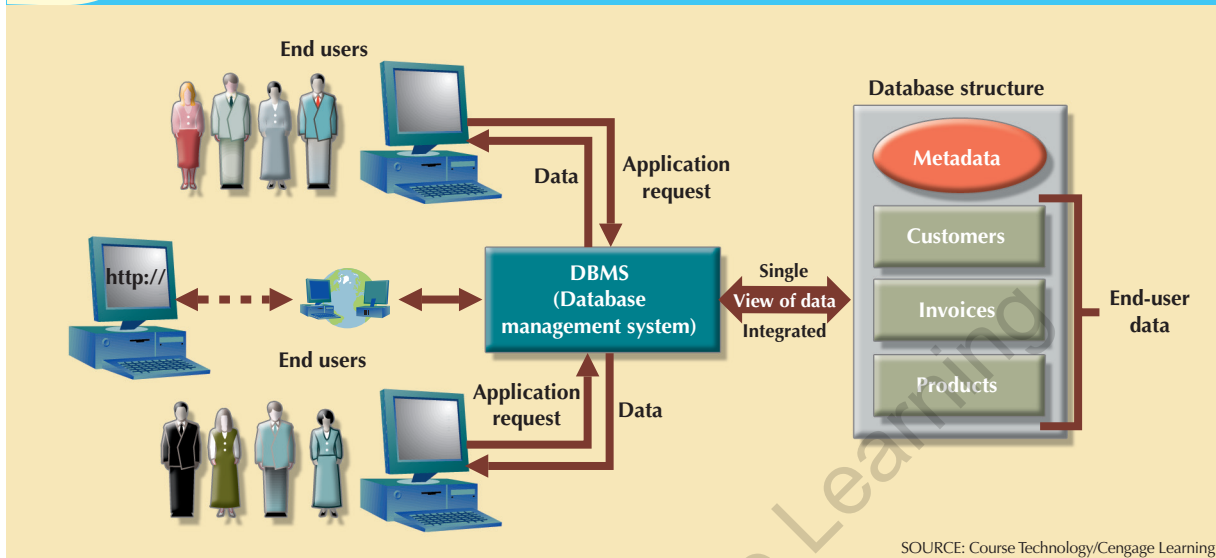 End users
Data
Application
request
Database structure
Metadata
Customers
Invoices
Products
End-user
data
http://
DBMS
(Database
management system)
Single
View of data
Integrated
End users
Application
request
Data
Learning
SOURCE: Course Technology/Cengage Learning